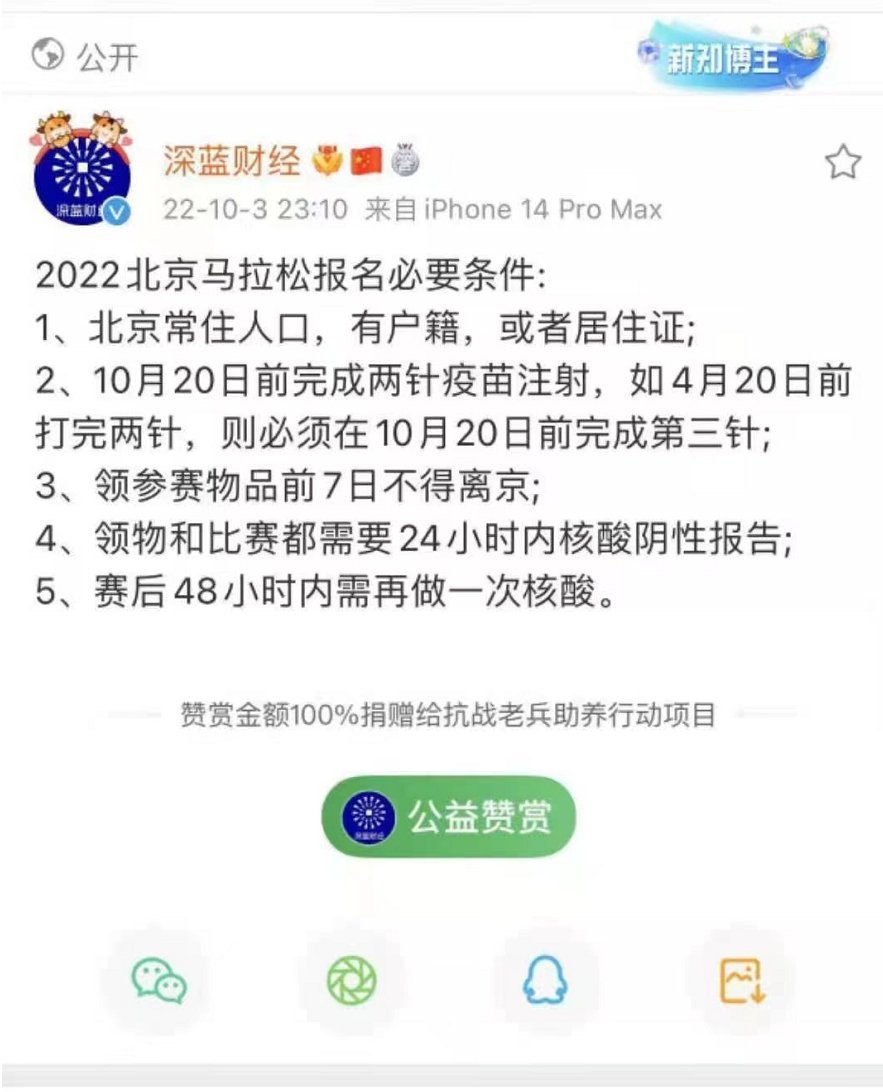 公开
新知博主
深蓝财经
22-10-3 23:10 来自 iPhone 14 Pro Max
2022北京马拉松报名必要条件:
1、北京常住人口，有户籍，或者居住证;
2、10月20日前完成两针疫苗注射，如4月20日前
打完两针，则必须在10月20日前完成第三针;
3、领参赛物品前7日不得离京;
4、领物和比赛都需要24小时内核酸阴性报告;
5、赛后48小时内需再做一次核酸。
赞赏金额100%捐赠给抗战老兵助养行动项目
公益赞赏